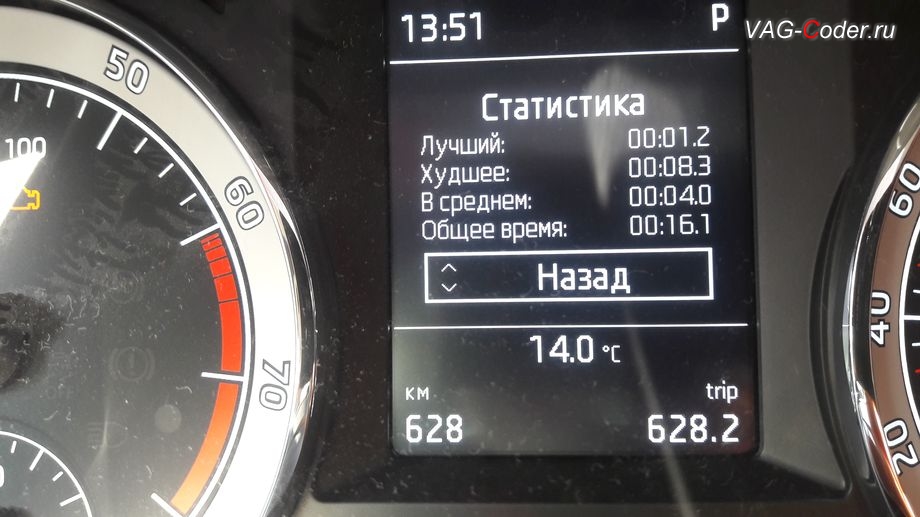 13:51 P
VAG-Coder.ru
Статистика
Лучший: 00:01.2
Худшее: 00:08.3
В среднем: 00:04.0
Общее время: 00:16.1
Назад
14.0 °C
км trip
628 628.2
50
60
70
100
60
40
20